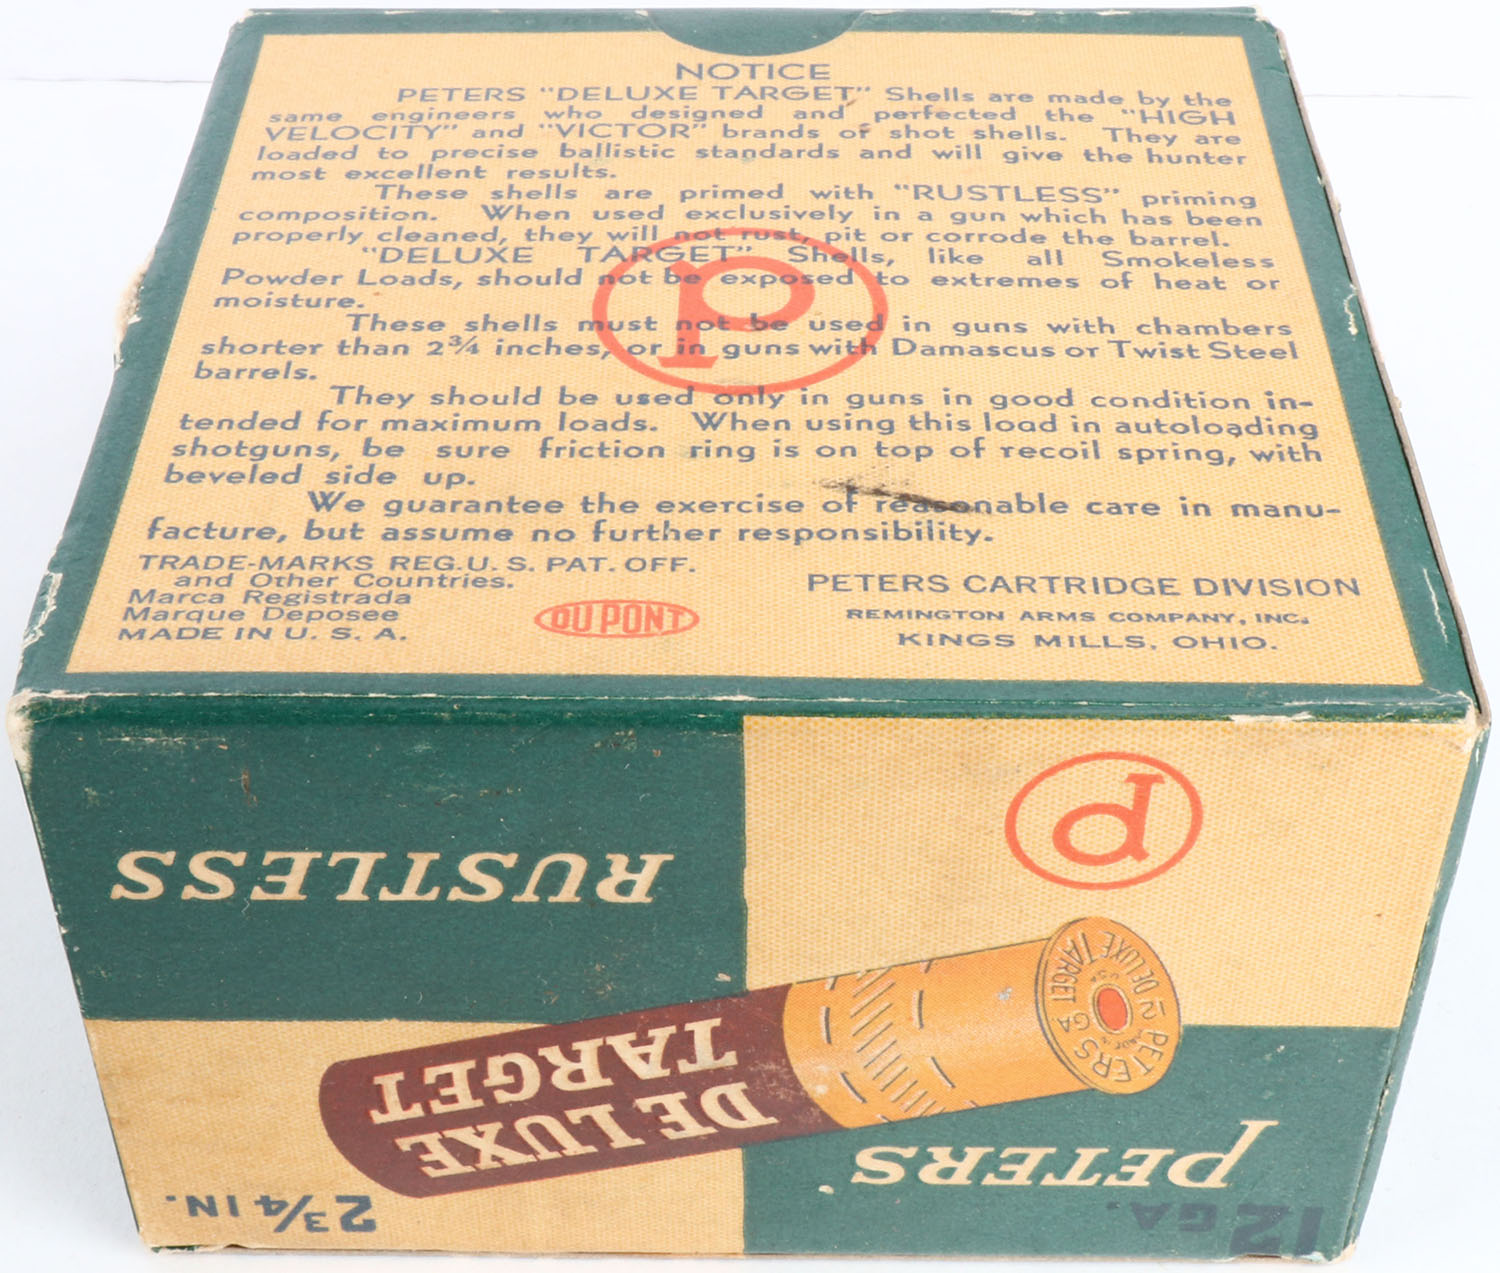 NOTICE
PETERS "DELUXE TARGET" Shells are made by the
same engineers who designed and perfected the "HIGH
VELOCITY" and "VICTOR" brands of shot shells. They are
loaded to precise ballistic standards and will give the hunter
most excellent results.
These shells are primed with "RUSTLESS" priming
composition. When used exclusively in a gun which has been
properly cleaned, they will not rust, pit or corrode the barrel.
"DELUXE TARGET" Shells, like all Smokeless
Powder Loads, should not be exposed to extremes of heat or
moisture.
These shells must not be used in guns with chambers
shorter than 2¾ inches, or in guns with Damascus or Twist Steel
barrels.
They should be used only in guns in good condition in-
tended for maximum loads. When using this load in autoloading
shotguns, be sure friction ring is on top of recoil spring, with
beveled side up.
We guarantee the exercise of reasonable care in manu-
facture, but assume no further responsibility.
TRADE-MARKS REG. U. S. PAT. OFF.
and Other Countries.
Marca Registrada
Marque Deposee
MADE IN U. S. A.
DU PONT
PETERS CARTRIDGE DIVISION
REMINGTON ARMS COMPANY, INC.
KINGS MILLS, OHIO.
P
12 GA.
PETERS
2¾ IN.
DE LUXE
TARGET
PETERS 12 DE LUXE TARGET GA
USA
P
RUSTLESS